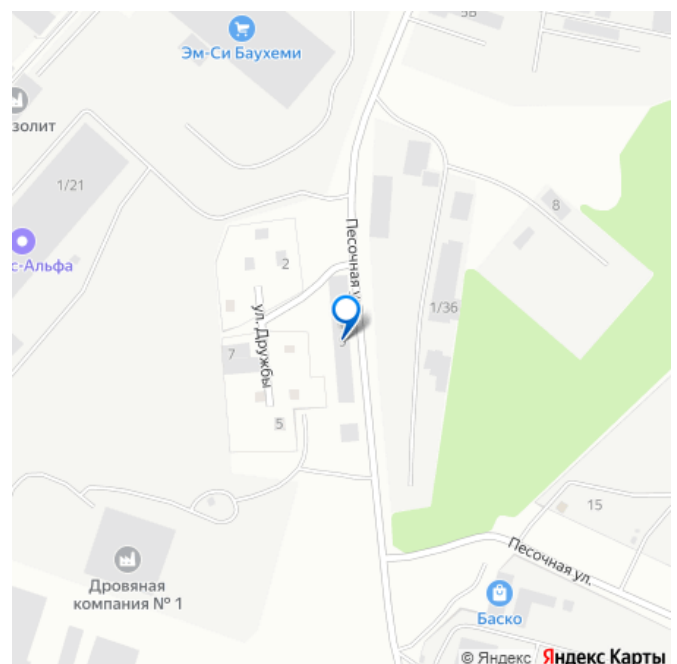 5В
Эм-Си Баухеми
золит
1/21
8
Песочная у
2
с-Альфа
1/36
ул. Дружбы
7
5
15
Песочная ул.
Дровяная
компания № 1
Баско
© Яндекс Яндекс Карты